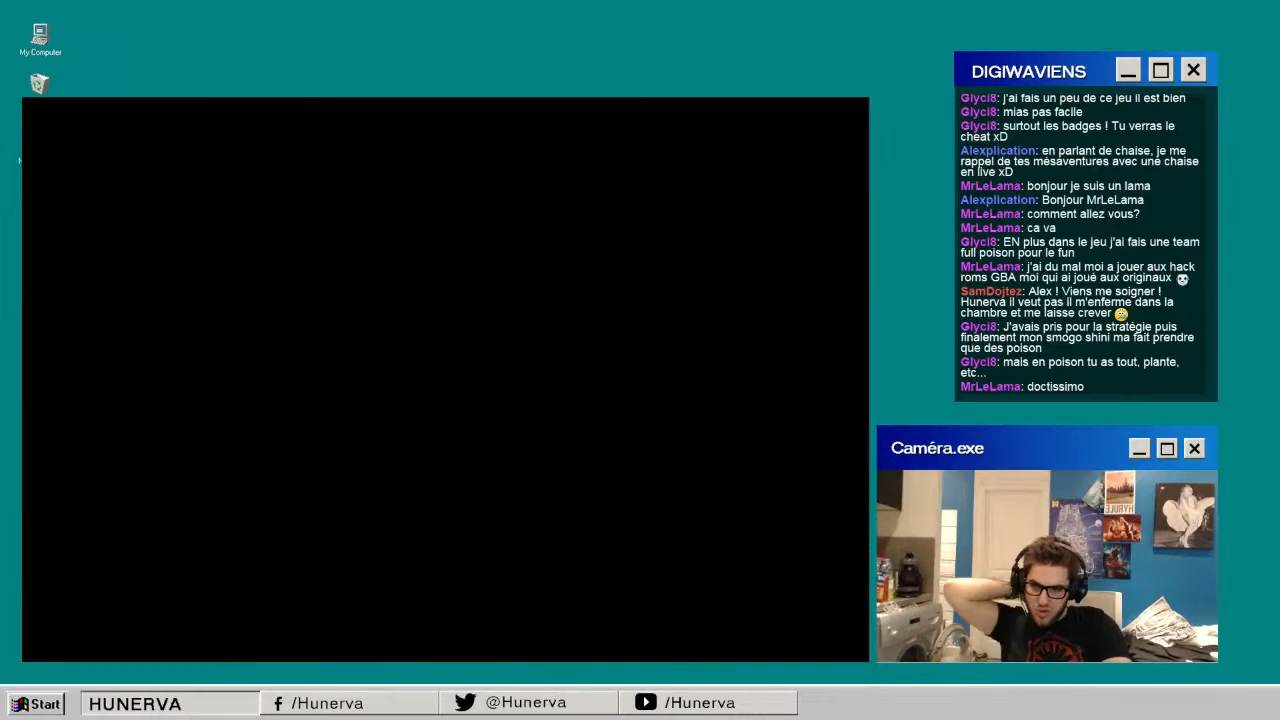 My Computer
DIGIWAVIENS
Glyci8: j'ai fais un peu de ce jeu il est bien
Glyci8: mias pas facile
Glyci8: surtout les badges ! Tu verras le
cheat xD
Alexplication: en parlant de chaise, je me
rappel de tes mésaventures avec une chaise
en live xD
MrLeLama: bonjour je suis un lama
Alexplication: Bonjour MrLeLama
MrLeLama: comment allez vous?
MrLeLama: ca va
Glyci8: EN plus dans le jeu j'ai fais une team
full poison pour le fun
MrLeLama: j'ai du mal moi a jouer aux hack
roms GBA moi qui ai joué aux originaux
SamDojtez: Alex ! Viens me soigner !
Hunerva il veut pas il m'enferme dans la
chambre et me laisse crever
Glyci8: J'avais pris pour la stratégie puis
finalement mon smogo shini ma fait prendre
que des poison
Glyci8: mais en poison tu as tout, plante,
etc...
MrLeLama: doctissimo
Caméra.exe
Start
HUNERVA
/Hunerva
@Hunerva
/Hunerva